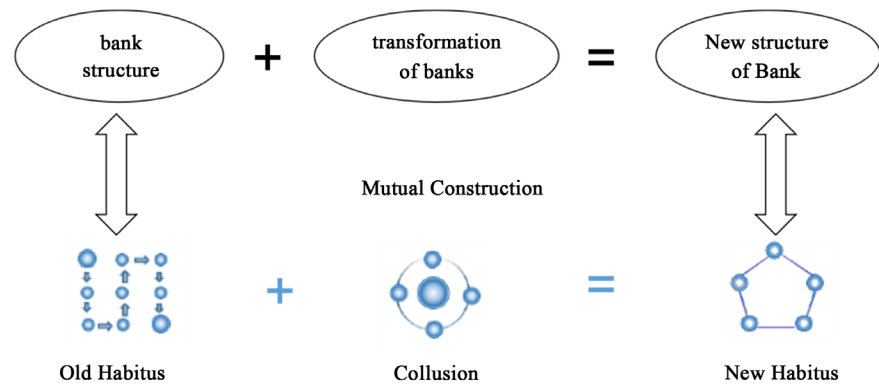 bank
structure
+
transformation
of banks
=
New structure
of Bank
Mutual Construction
+
=
Old Habitus
Collusion
New Habitus